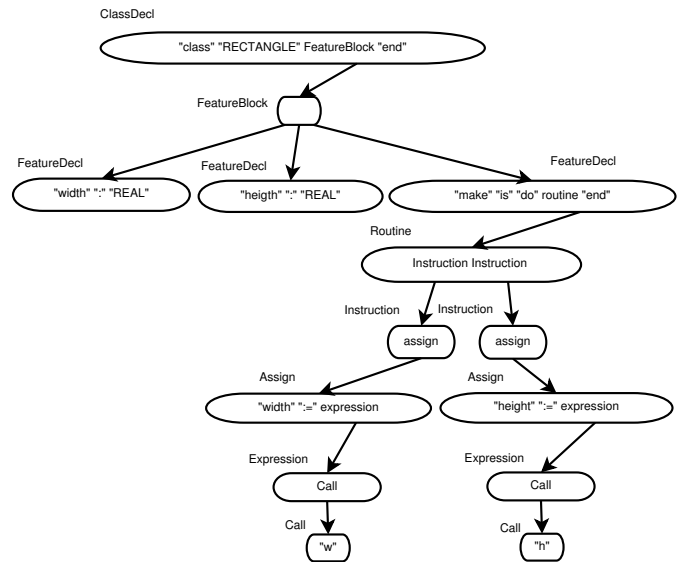 ClassDecl
"class" "RECTANGLE" FeatureBlock "end"
FeatureBlock
FeatureDecl
FeatureDecl
FeatureDecl
"width" ":" "REAL"
"heigth" ":" "REAL"
"make" "is" "do" routine "end"
Routine
Instruction Instruction
Instruction
Instruction
assign
assign
Assign
Assign
"width" ":=" expression
"height" ":=" expression
Expression
Expression
Call
Call
Call
Call
"w"
"h"